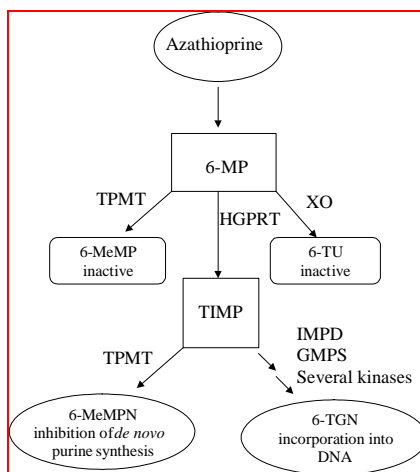 Azathioprine
6-MP
TPMT
HGPRT
XO
6-MeMP
inactive
6-TU
inactive
TIMP
TPMT
IMPD
GMPS
Several kinases
6-MeMPN
inhibition of de novo
purine synthesis
6-TGN
incorporation into
DNA